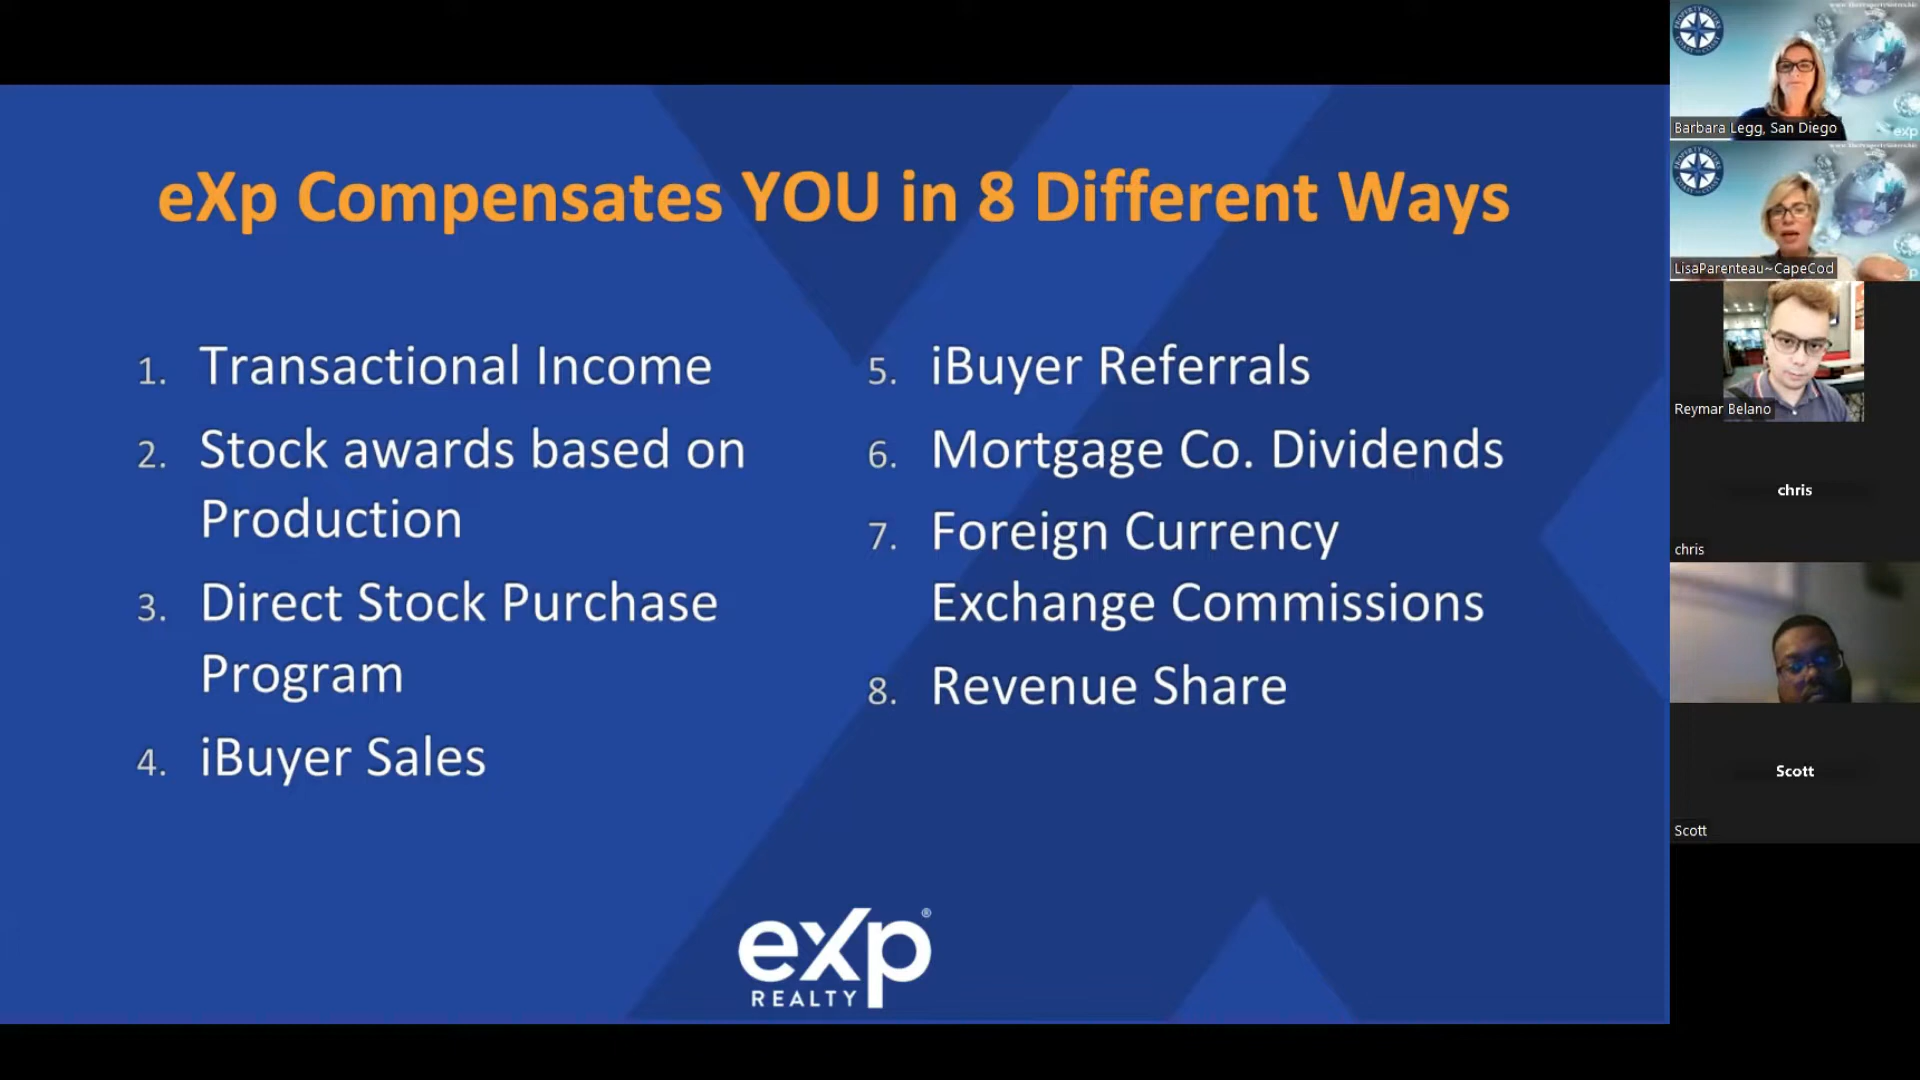 eXp Compensates YOU in 8 Different Ways
1. Transactional Income
2. Stock awards based on
Production
3. Direct Stock Purchase
Program
4. iBuyer Sales
5. iBuyer Referrals
6. Mortgage Co. Dividends
7. Foreign Currency
Exchange Commissions
8. Revenue Share
eXp®
REALTY
Barbara Legg, San Diego
exp
LisaParenteau~CapeCod
Reymar Belano
chris
chris
Scott
Scott